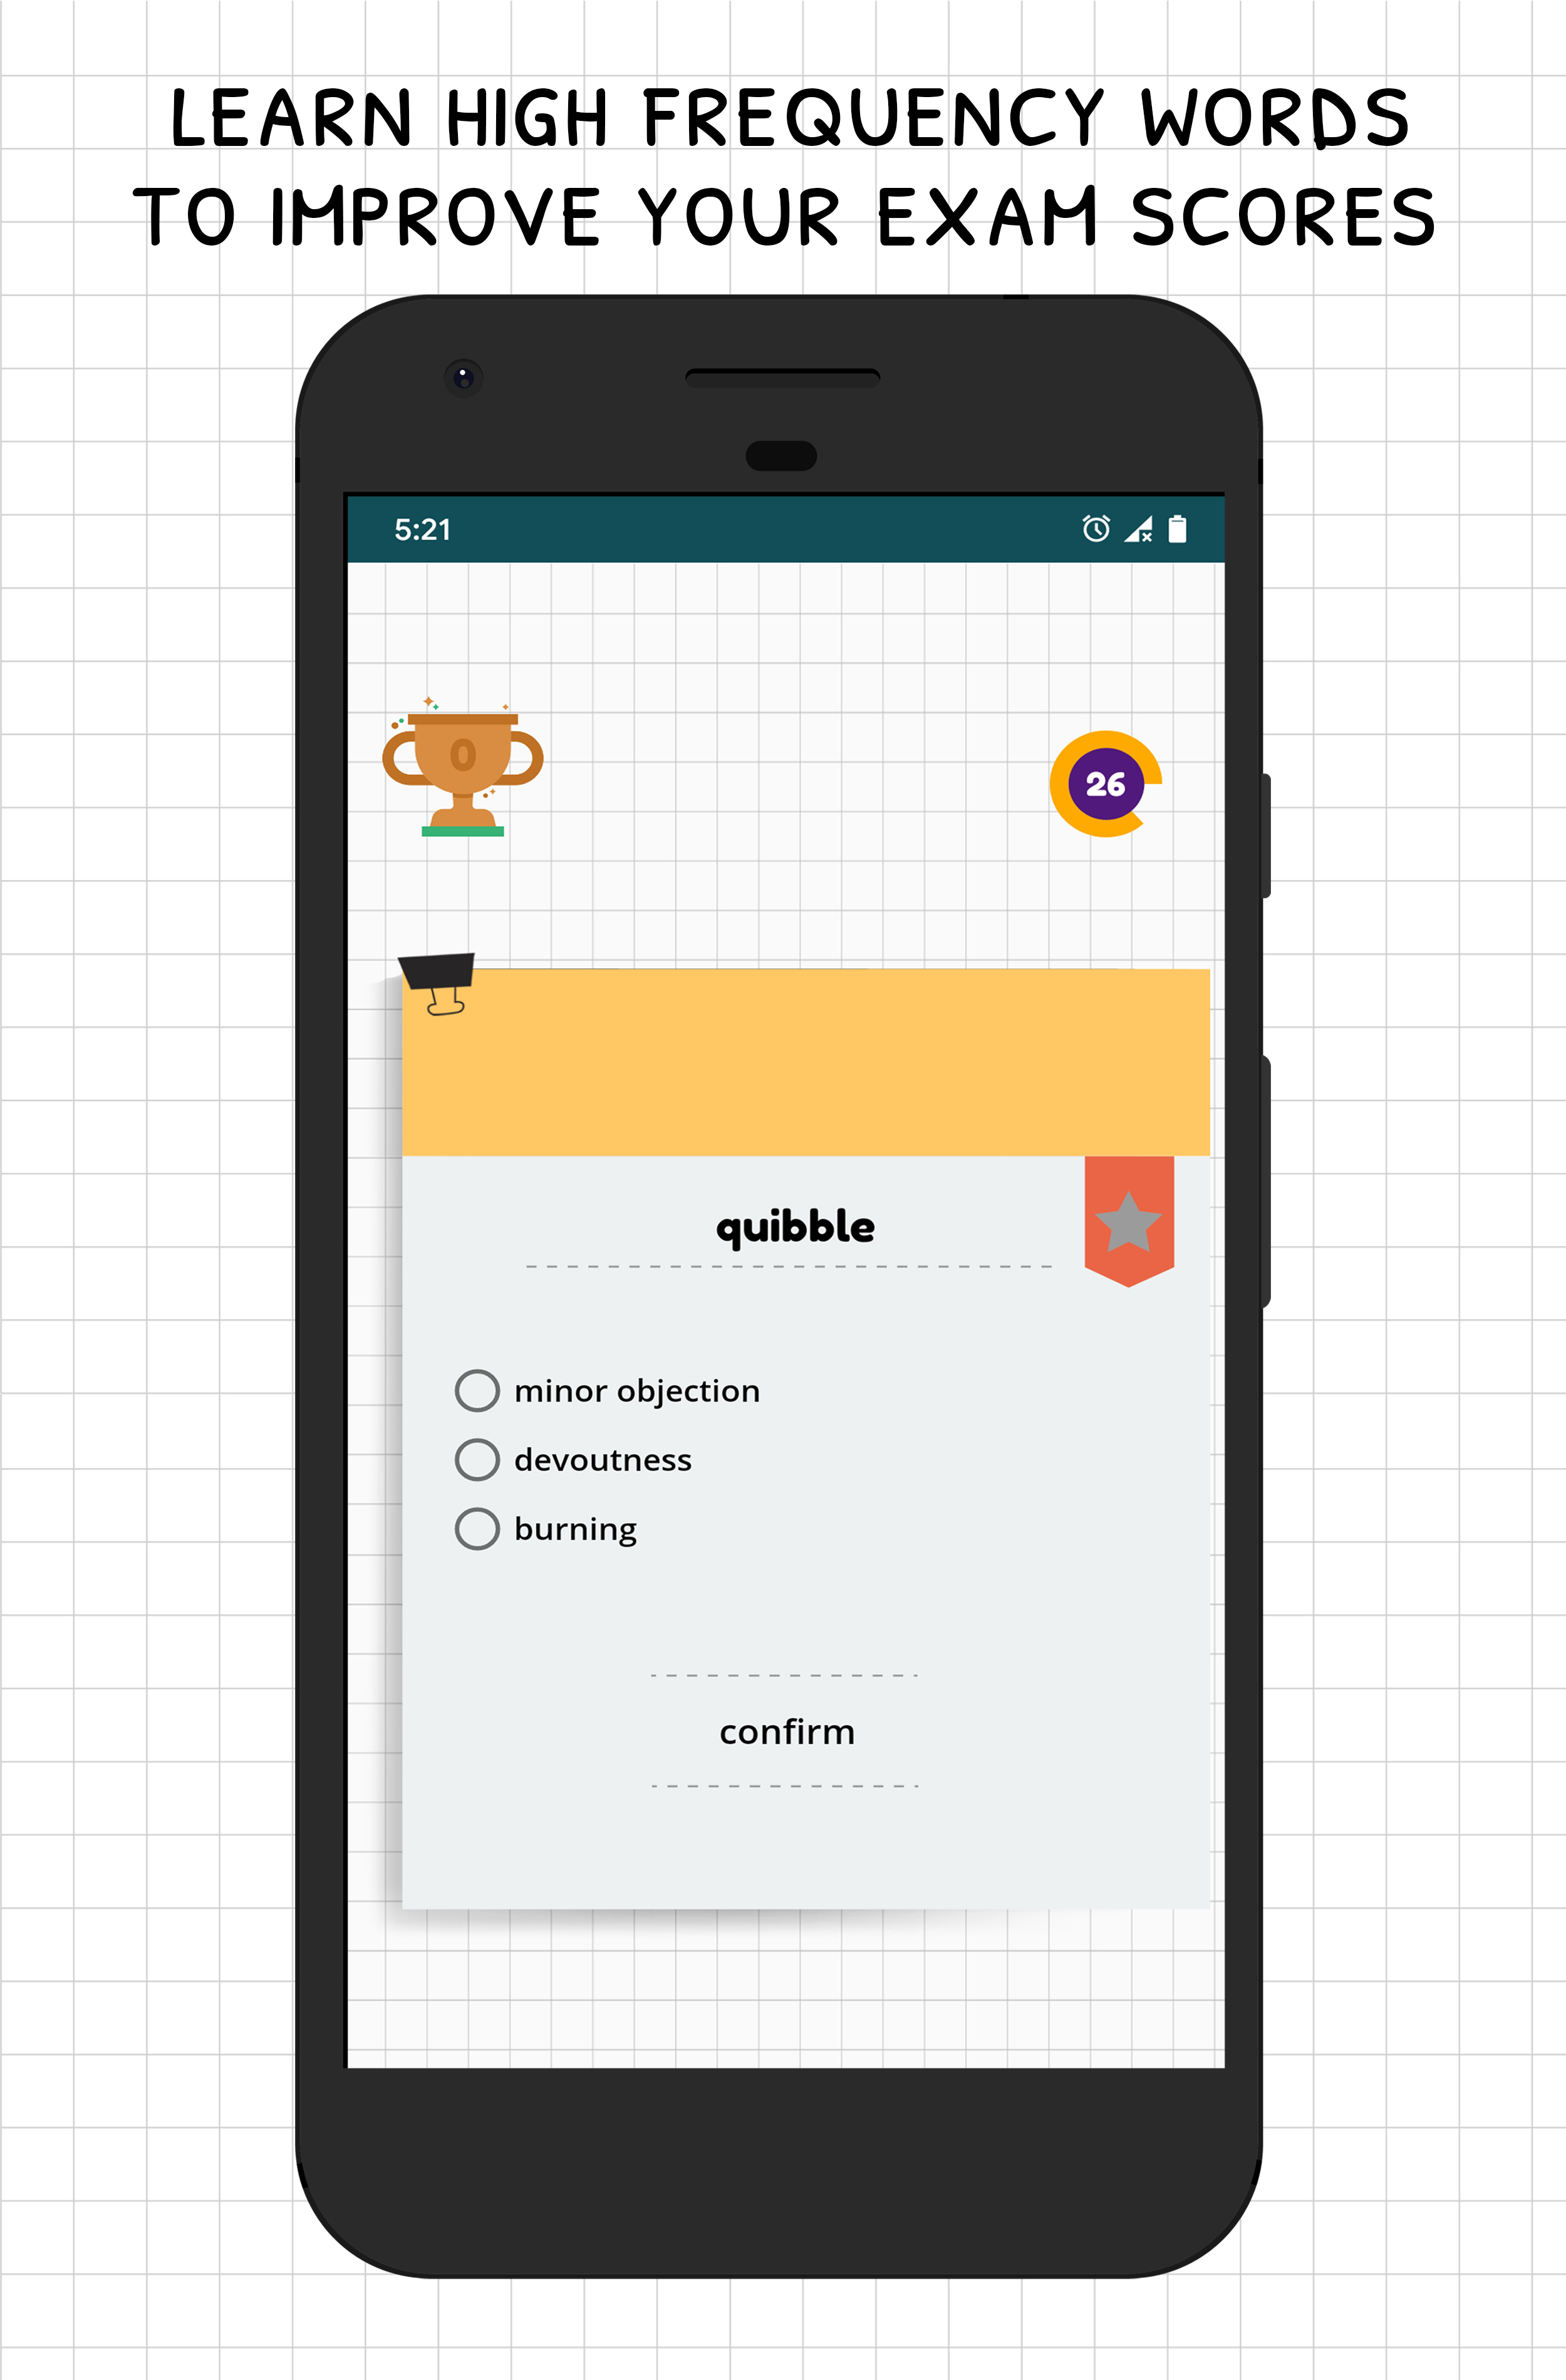 LEARN HIGH FREQUENCY WORDS
TO IMPROVE YOUR EXAM SCORES
5:21
0
26
quibble
minor objection
devoutness
burning
confirm